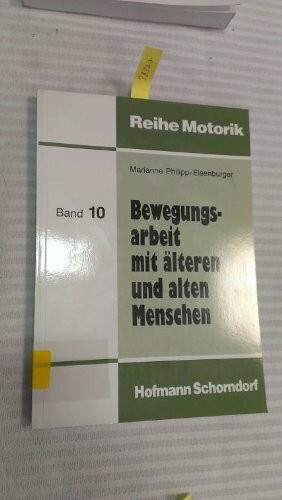 Reihe Motorik
Marianne Philippi-Eisenburger
Band 10
Bewegungs-
arbeit
mit älteren
und alten
Menschen
Hofmann Schorndorf